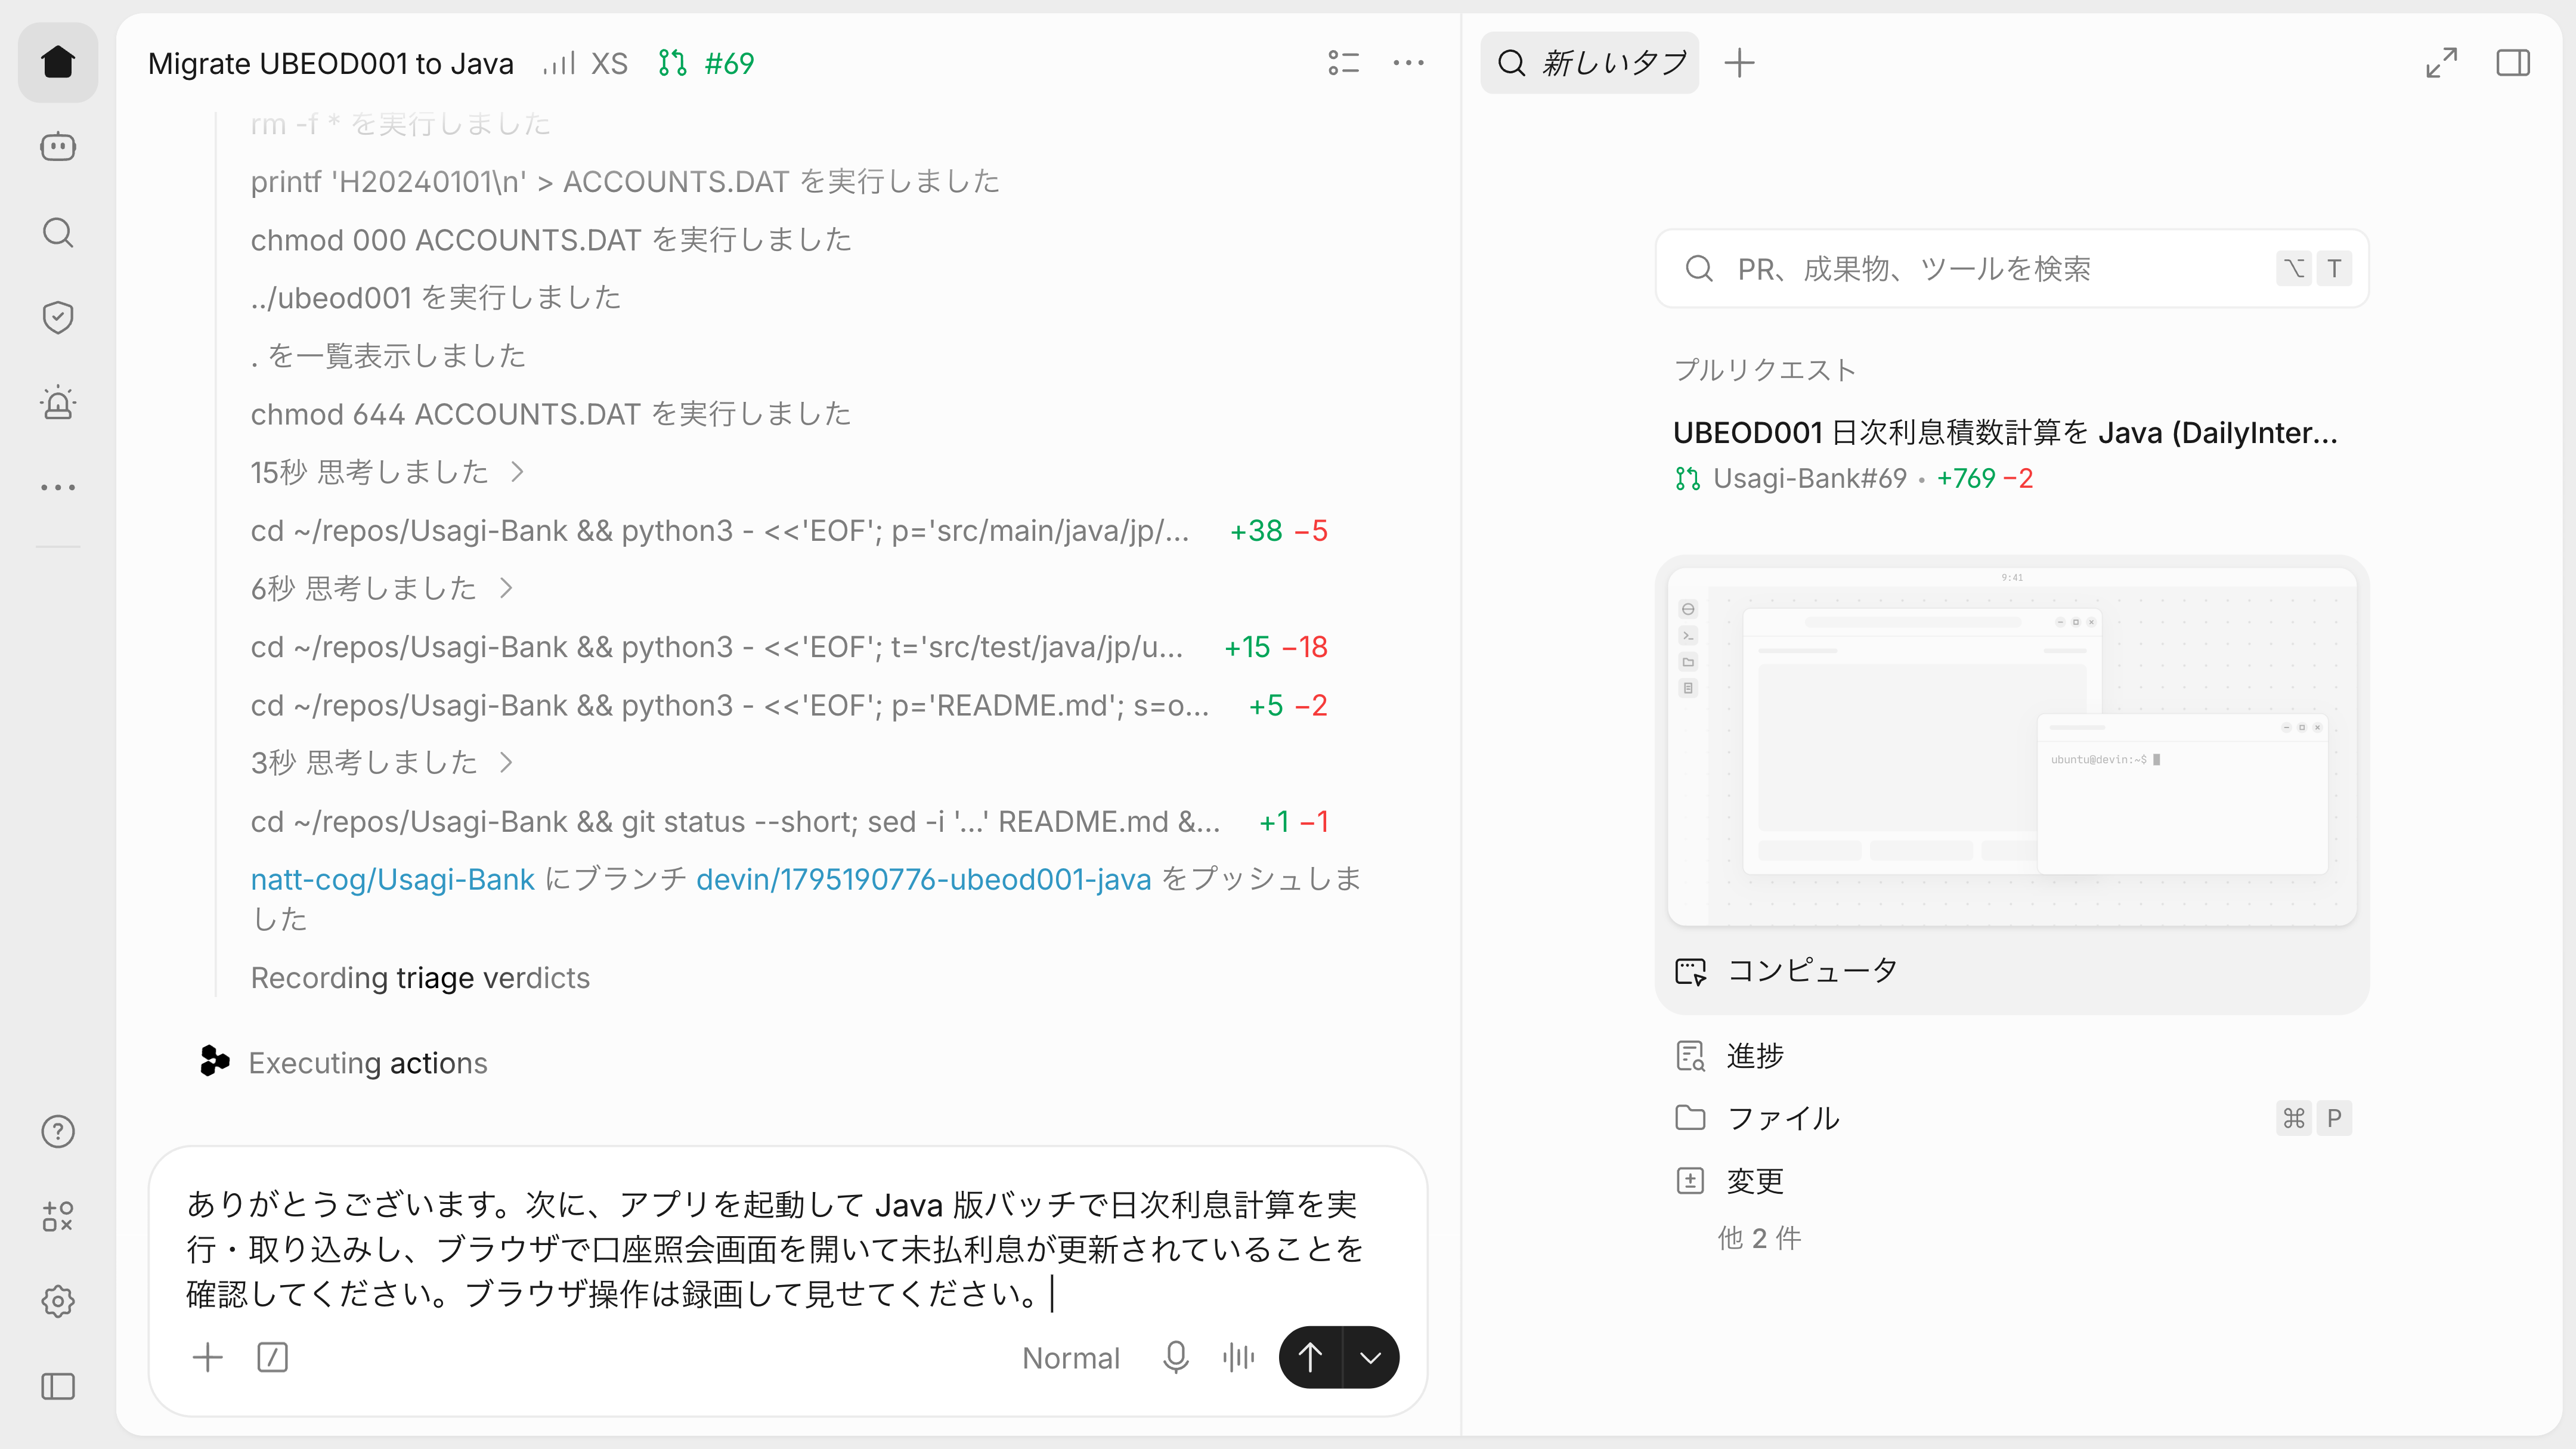 Migrate UBEOD001 to Java XS #69
rm -f * を実行しました
printf 'H20240101\n' > ACCOUNTS.DAT を実行しました
chmod 000 ACCOUNTS.DAT を実行しました
../ubeod001 を実行しました
. を一覧表示しました
chmod 644 ACCOUNTS.DAT を実行しました
15秒 思考しました
cd ~/repos/Usagi-Bank && python3 - <<'EOF'; p='src/main/java/jp/... +38 −5
6秒 思考しました
cd ~/repos/Usagi-Bank && python3 - <<'EOF'; t='src/test/java/jp/u... +15 −18
cd ~/repos/Usagi-Bank && python3 - <<'EOF'; p='README.md'; s=o... +5 −2
3秒 思考しました
cd ~/repos/Usagi-Bank && git status --short; sed -i '...' README.md &... +1 −1
natt-cog/Usagi-Bank にブランチ devin/1795190776-ubeod001-java をプッシュしま
した
Recording triage verdicts
Executing actions
ありがとうございます。次に、アプリを起動して Java 版バッチで日次利息計算を実
行・取り込みし、ブラウザで口座照会画面を開いて未払利息が更新されていることを
確認してください。ブラウザ操作は録画して見せてください。
Normal
新しいタブ
PR、成果物、ツールを検索 ⌥ T
プルリクエスト
UBEOD001 日次利息積数計算を Java (DailyInter...
Usagi-Bank#69 • +769 −2
9:41
ubuntu@devin:~$
コンピュータ
進捗
ファイル ⌘ P
変更
他 2 件